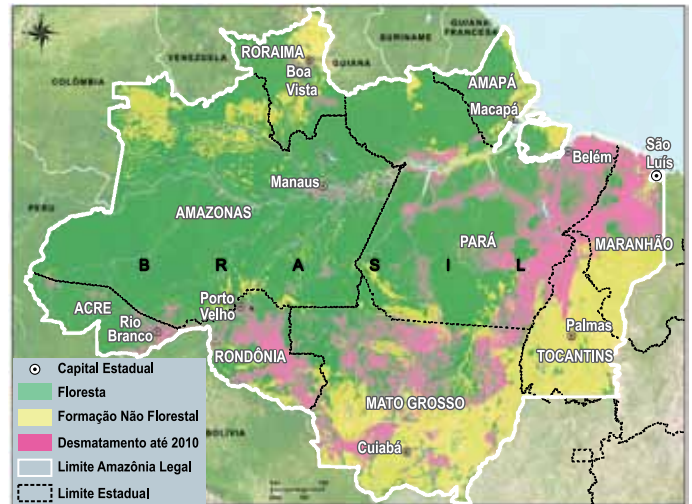 GUIANA
FRANCESA
SURINAME
VENEZUELA
GUIANA
COLÔMBIA
RORAIMA
Boa
Vista
AMAPÁ
Macapá
Belém
São
Luís
Manaus
PERU
AMAZONAS
PARÁ
MARANHÃO
B R A S I L
ACRE
Rio
Branco
Porto
Velho
RONDÔNIA
Palmas
TOCANTINS
MATO GROSSO
Cuiabá
BOLÍVIA
Capital Estadual
Floresta
Formação Não Florestal
Desmatamento até 2010
Limite Amazônia Legal
Limite Estadual